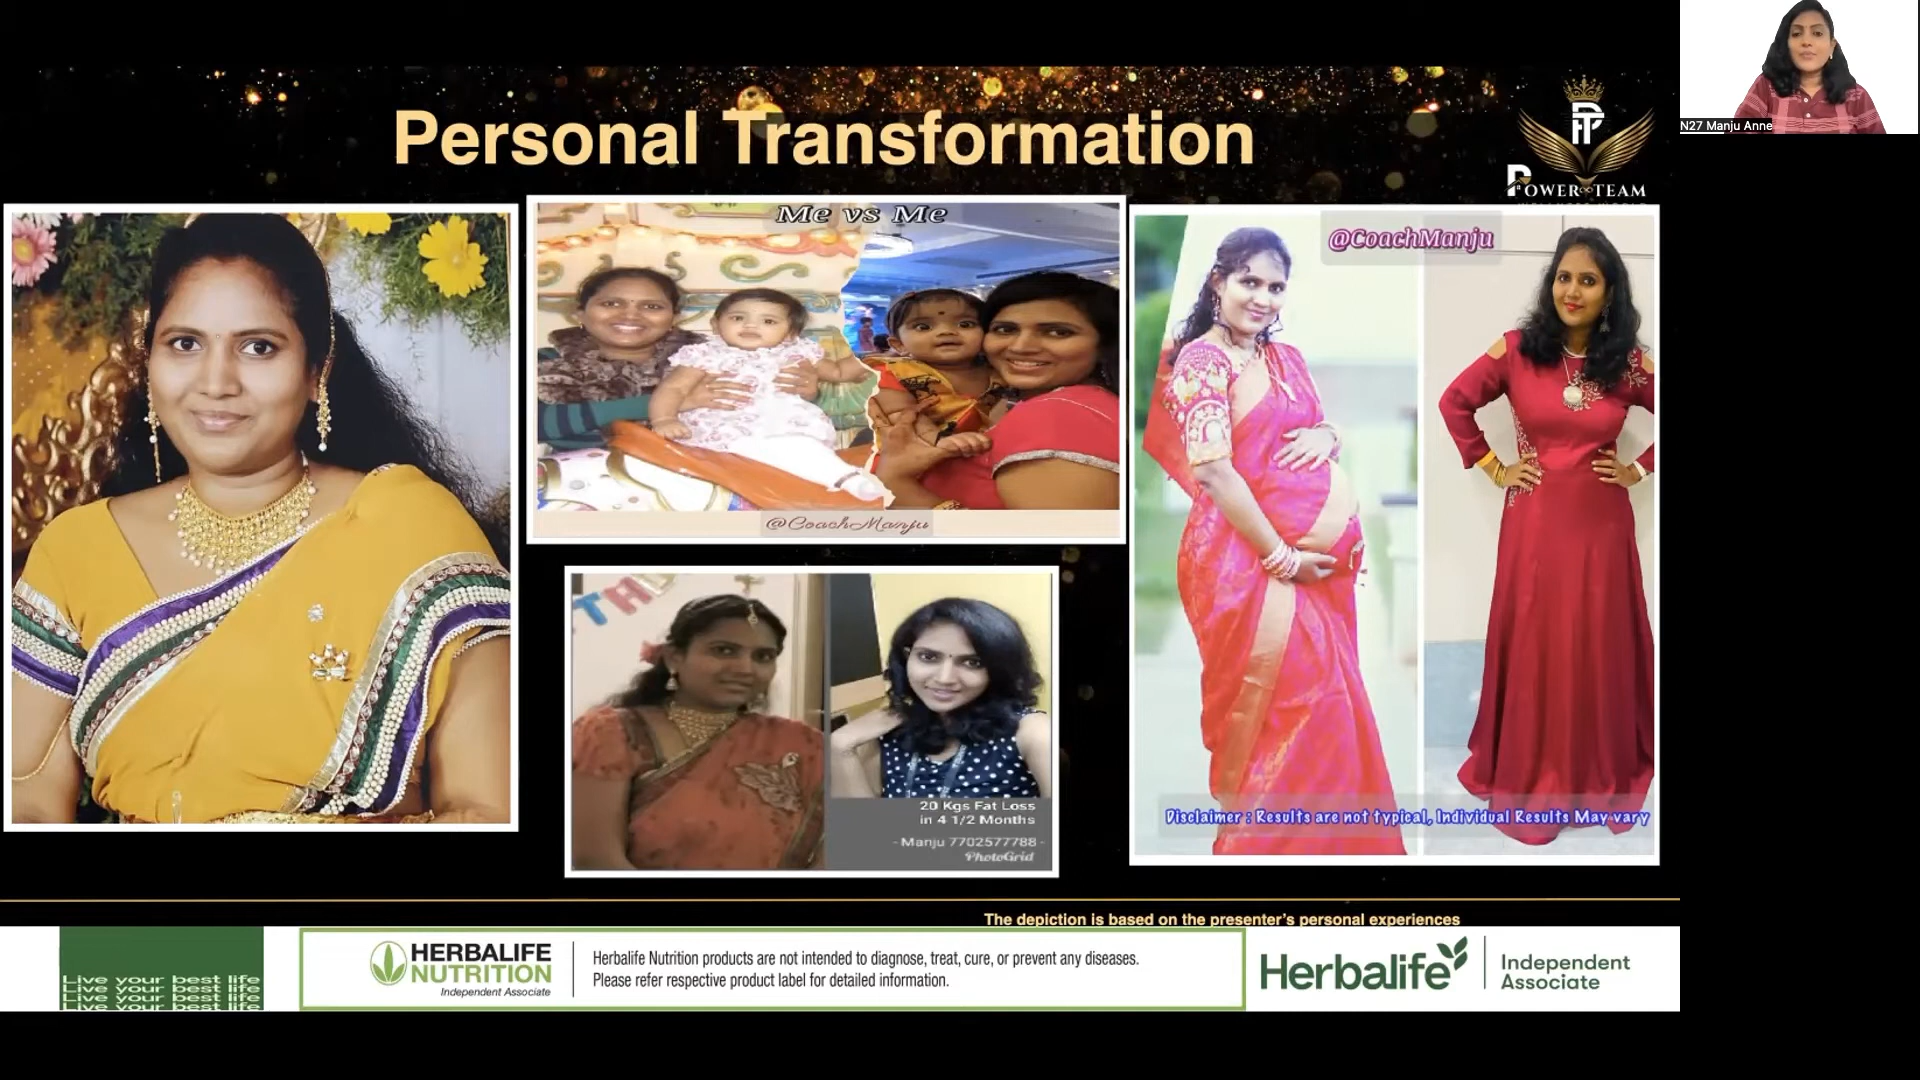 Personal Transformation
POWER TEAM
N27 Manju Anne
Me vs Me
@CoachManju
@CoachManju
20 Kgs Fat Loss
in 4 1/2 Months
- Manju 7702577788 -
PhotoGrid
Disclaimer : Results are not typical, Individual Results May vary
The depiction is based on the presenter's personal experiences
Live your best life
Live your best life
Live your best life
Live your best life
HERBALIFE
NUTRITION
Independent Associate
Herbalife Nutrition products are not intended to diagnose, treat, cure, or prevent any diseases.
Please refer respective product label for detailed information.
Herbalife
Independent
Associate